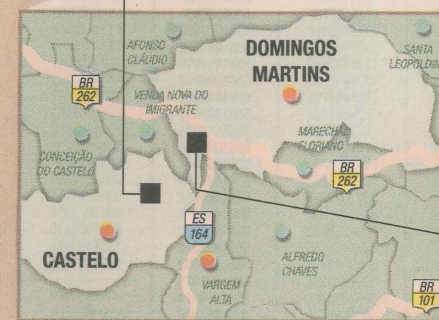 AFONSO
CLÁUDIO
DOMINGOS
MARTINS
SANTA
LEOPOLDIN
BR
262
VENDA NOVA DO
IMIGRANTE
MARECHAL
FLORIANO
CONCEIÇÃO
DO CASTELO
BR
262
ES
164
CASTELO
ALFREDO
CHAVES
VARGEM
ALTA
BR
101